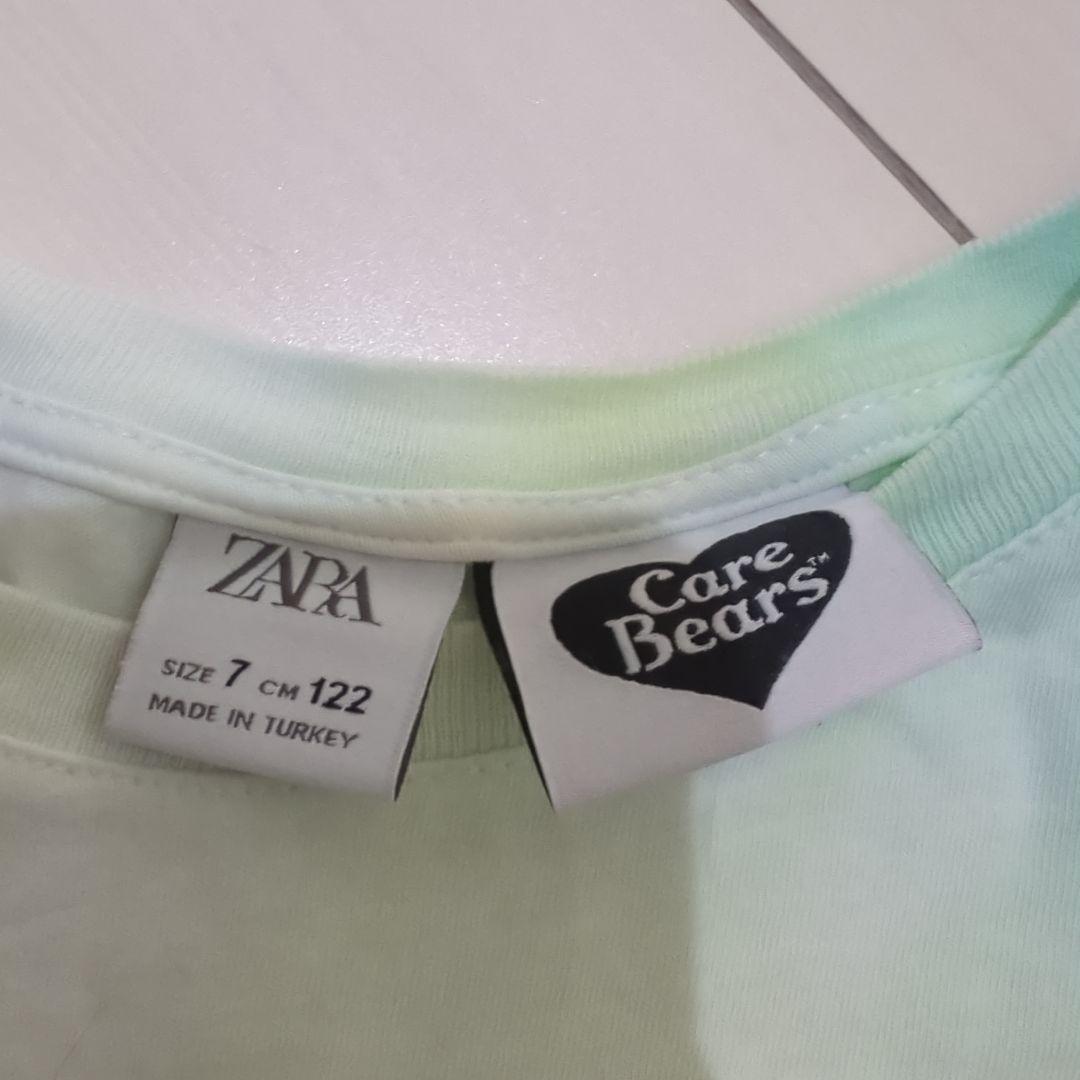 ZARA
SIZE 7 CM 122
MADE IN TURKEY
Care
Bears™